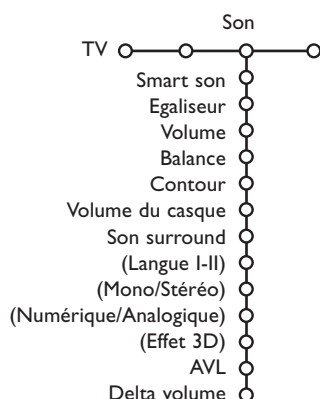 Son
TV
Smart son
Egaliseur
Volume
Balance
Contour
Volume du casque
Son surround
(Langue I-II)
(Mono/Stéréo)
(Numérique/Analogique)
(Effet 3D)
AVL
Delta volume